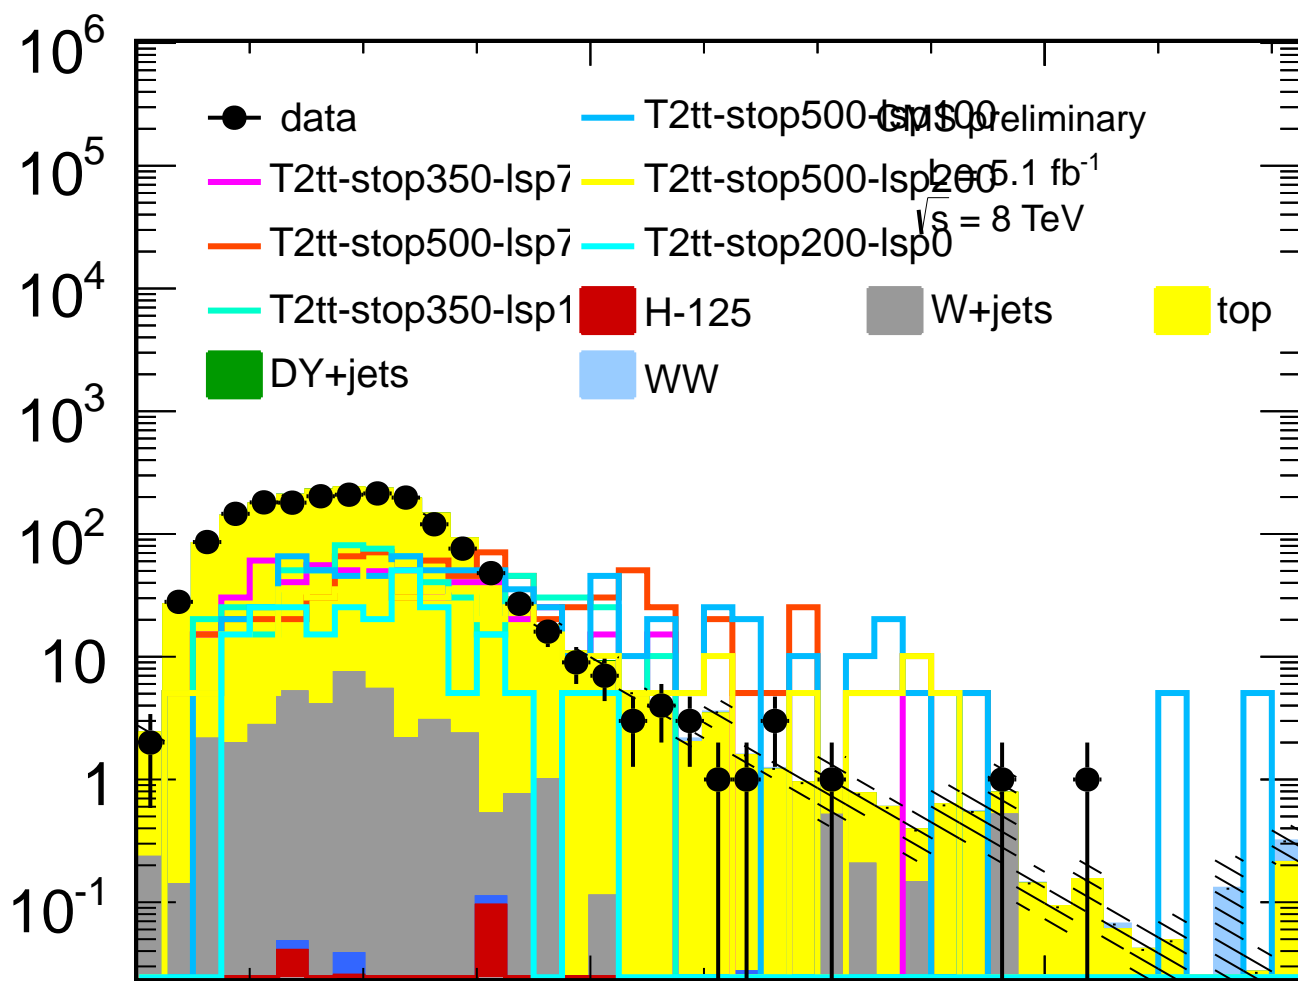 10^6
data
T2tt-stop500-lsp100
CMS preliminary
10^5
T2tt-stop350-lsp7
T2tt-stop500-lsp200
L = 5.1 fb^-1
√s = 8 TeV
T2tt-stop500-lsp7
T2tt-stop200-lsp0
10^4
T2tt-stop350-lsp1
H-125
W+jets
top
DY+jets
WW
10^3
10^2
10
1
10^-1